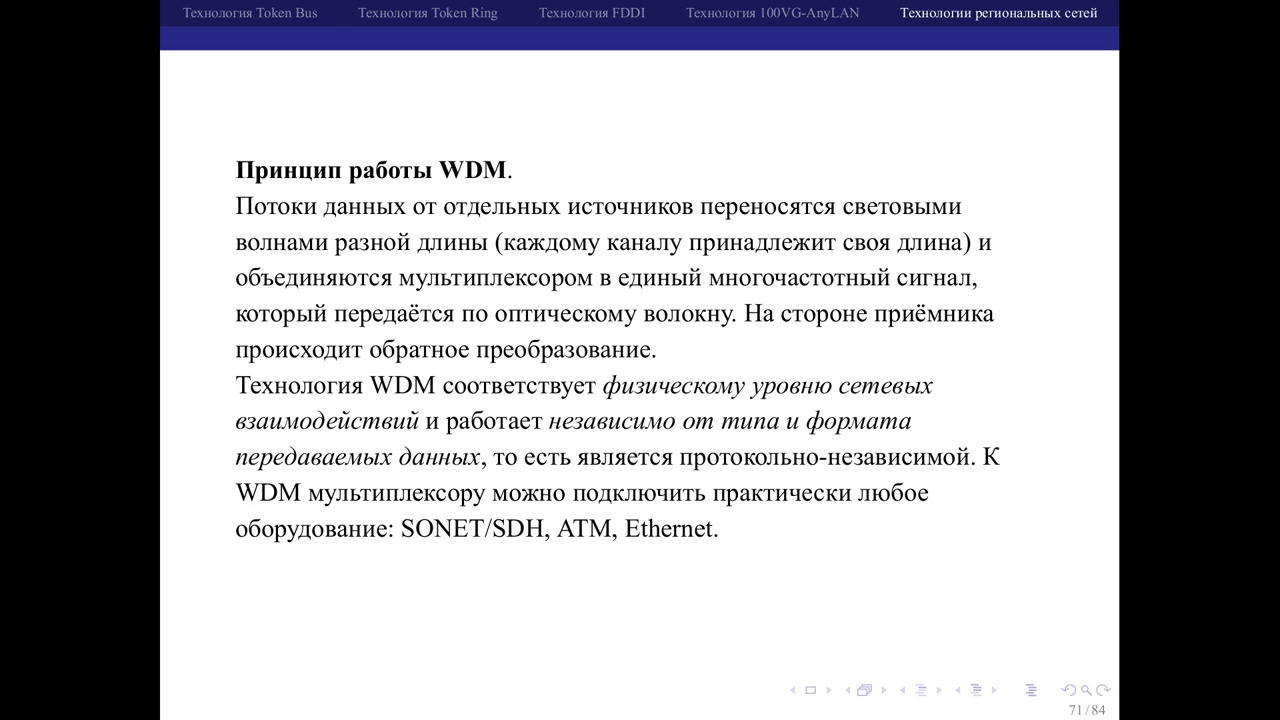 Технология Token Bus Технология Token Ring Технология FDDI Технология 100VG-AnyLAN Технологии региональных сетей
Принцип работы WDM.
Потоки данных от отдельных источников переносятся световыми
волнами разной длины (каждому каналу принадлежит своя длина) и
объединяются мультиплексором в единый многочастотный сигнал,
который передаётся по оптическому волокну. На стороне приёмника
происходит обратное преобразование.
Технология WDM соответствует физическому уровню сетевых
взаимодействий и работает независимо от типа и формата
передаваемых данных, то есть является протокольно-независимой. К
WDM мультиплексору можно подключить практически любое
оборудование: SONET/SDH, ATM, Ethernet.
71 / 84